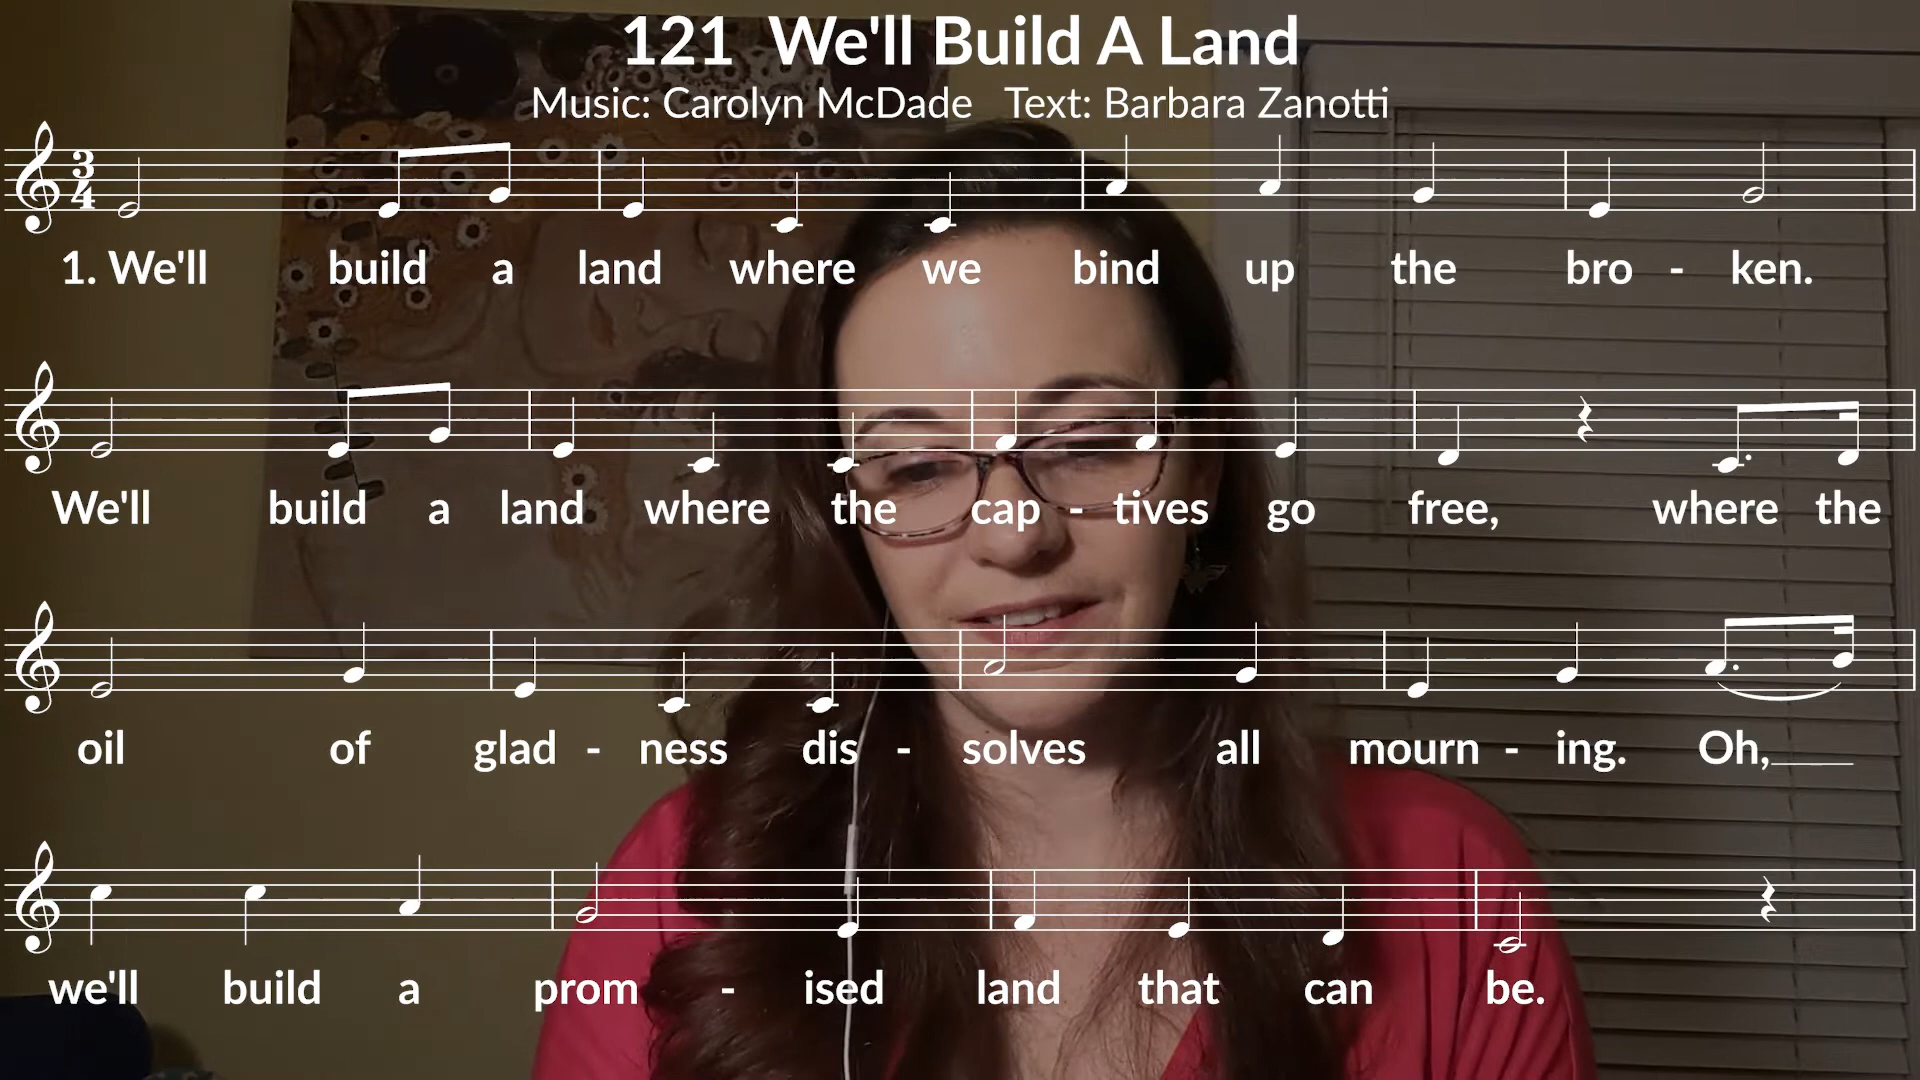 121 We'll Build A Land
Music: Carolyn McDade Text: Barbara Zanotti
3
4
1. We'll build a land where we bind up the bro - ken.
We'll build a land where the cap - tives go free, where the
oil of glad - ness dis - solves all mourn - ing. Oh,
we'll build a prom - ised land that can be.